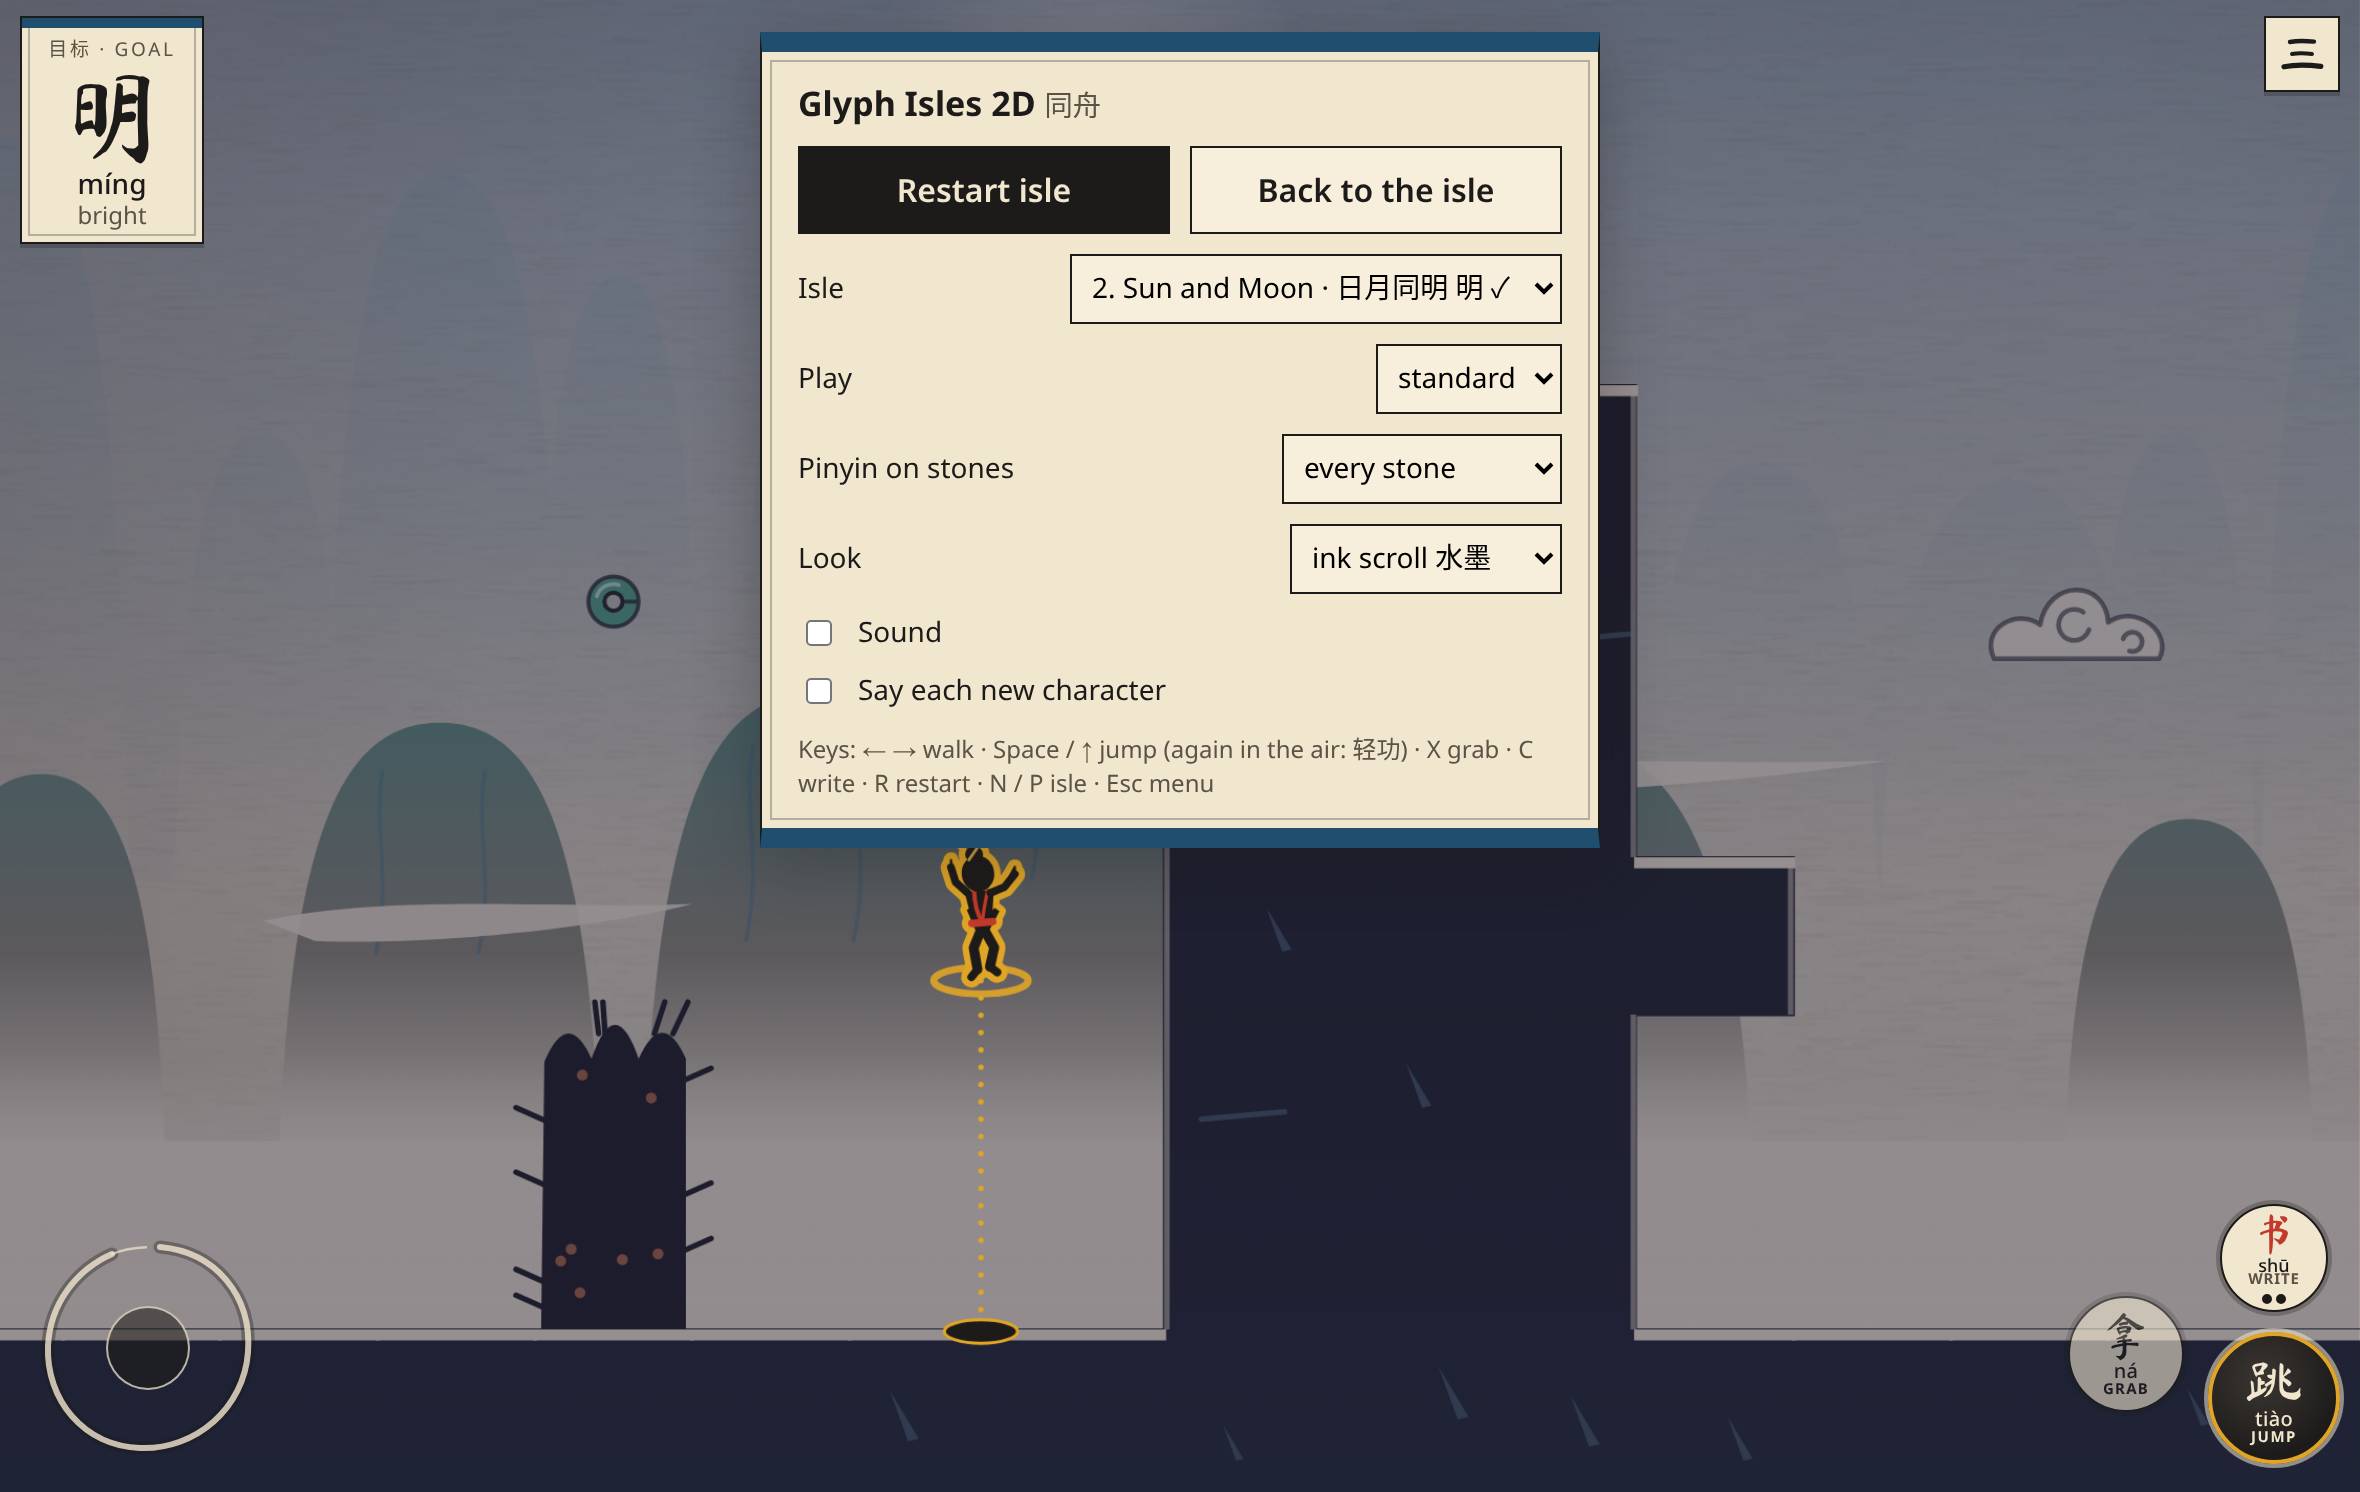 目标 · GOAL
明
míng
bright
三
Glyph Isles 2D 同舟
Restart isle
Back to the isle
Isle
2. Sun and Moon · 日月同明 明 ✓
Play
standard
Pinyin on stones
every stone
Look
ink scroll 水墨
Sound
Say each new character
Keys: ← → walk · Space / ↑ jump (again in the air: 轻功) · X grab · C
write · R restart · N / P isle · Esc menu
书
shū
WRITE
拿
ná
GRAB
跳
tiào
JUMP